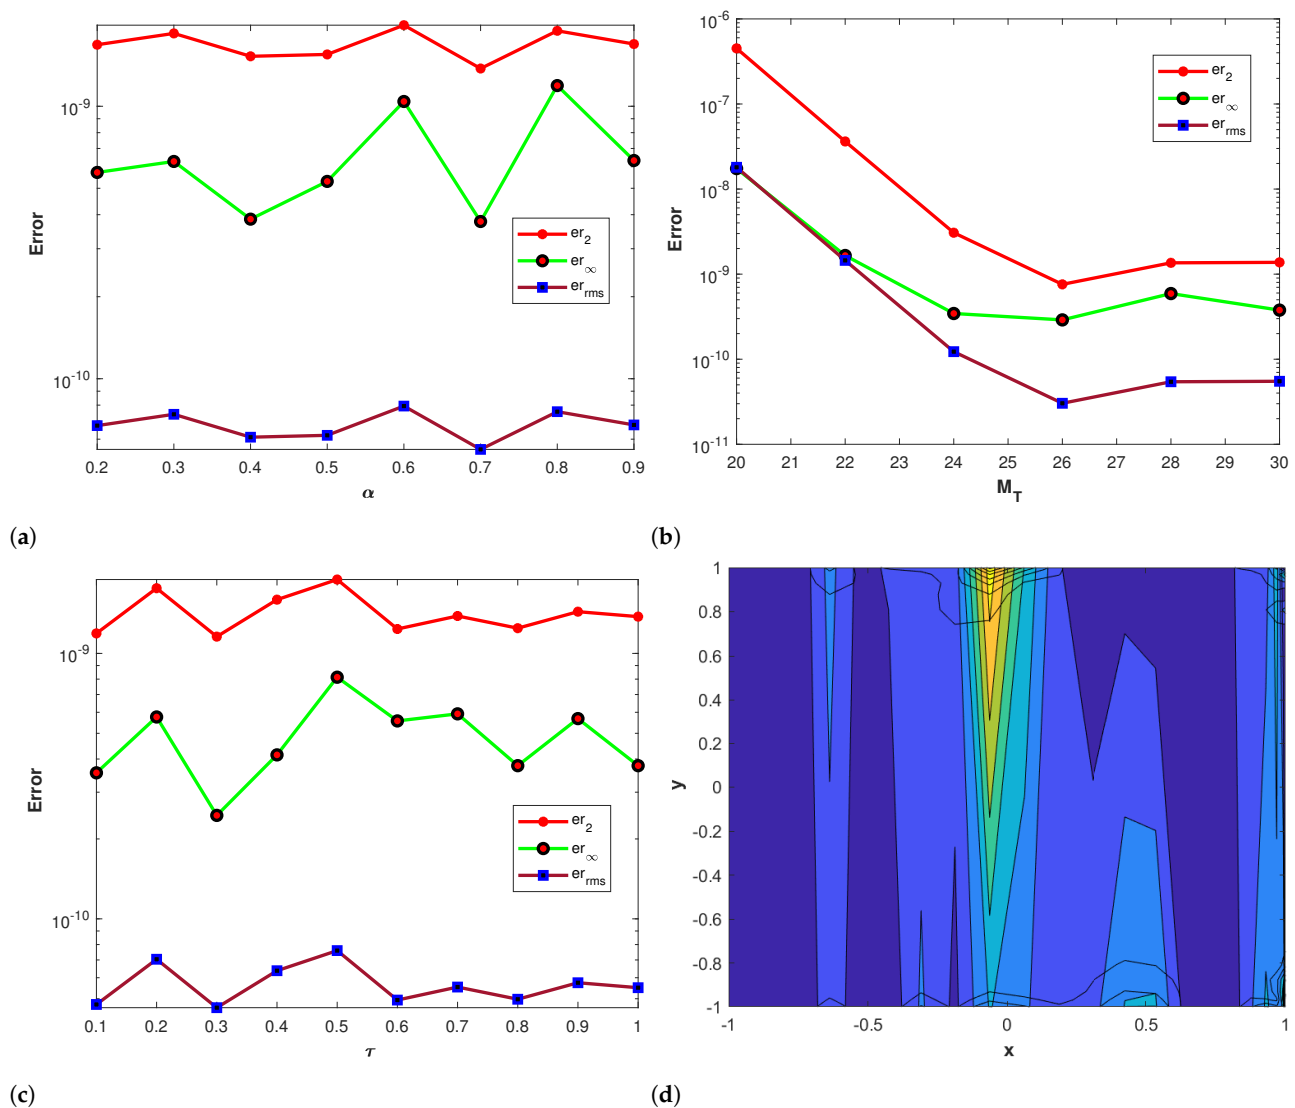 10^-9
10^-10
Error
er_2
er_∞
er_rms
0.2 0.3 0.4 0.5 0.6 0.7 0.8 0.9
α
(a)
10^-6
10^-7
10^-8
10^-9
10^-10
10^-11
Error
er_2
er_∞
er_rms
20 21 22 23 24 25 26 27 28 29 30
M_T
(b)
10^-9
10^-10
Error
er_2
er_∞
er_rms
0.1 0.2 0.3 0.4 0.5 0.6 0.7 0.8 0.9 1
τ
(c)
1
0.8
0.6
0.4
0.2
0
-0.2
-0.4
-0.6
-0.8
-1
y
-1 -0.5 0 0.5 1
x
(d)